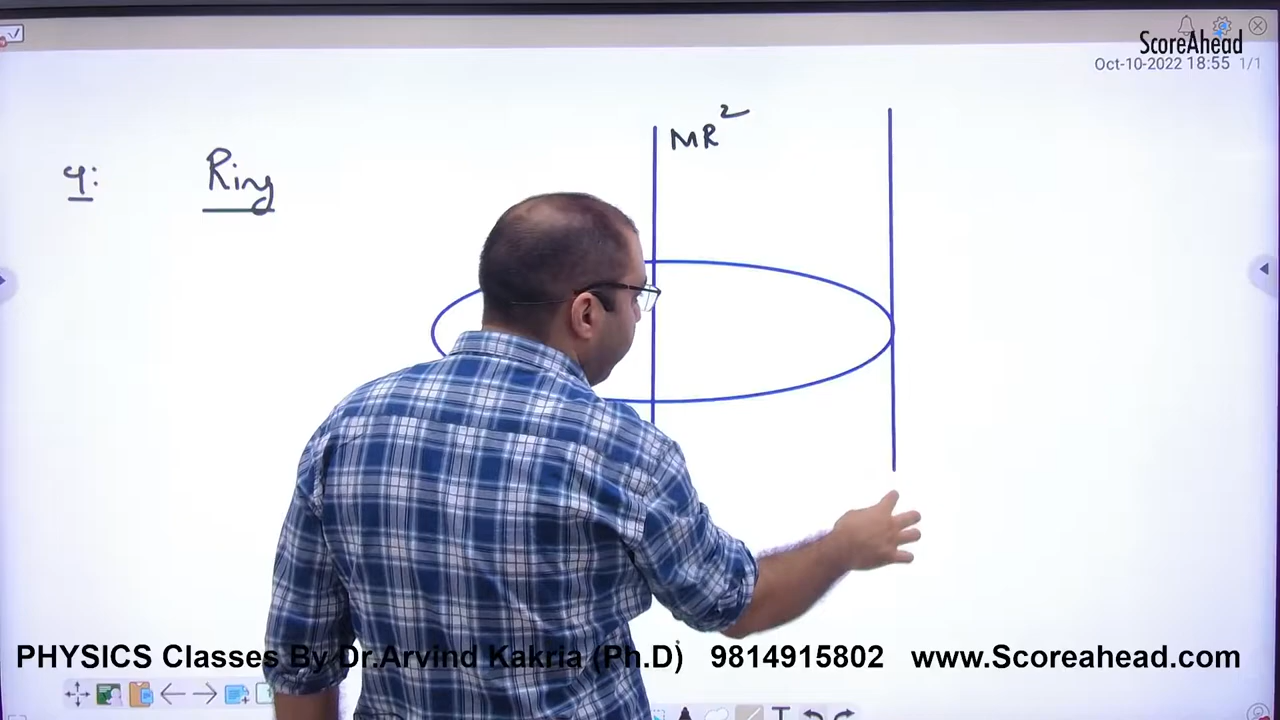 ScoreAhead
Oct-10-2022 18:55 1/1
MR²
4: Ring
PHYSICS Classes By Dr.Arvind Kakria (Ph.D) 9814915802 www.Scoreahead.com